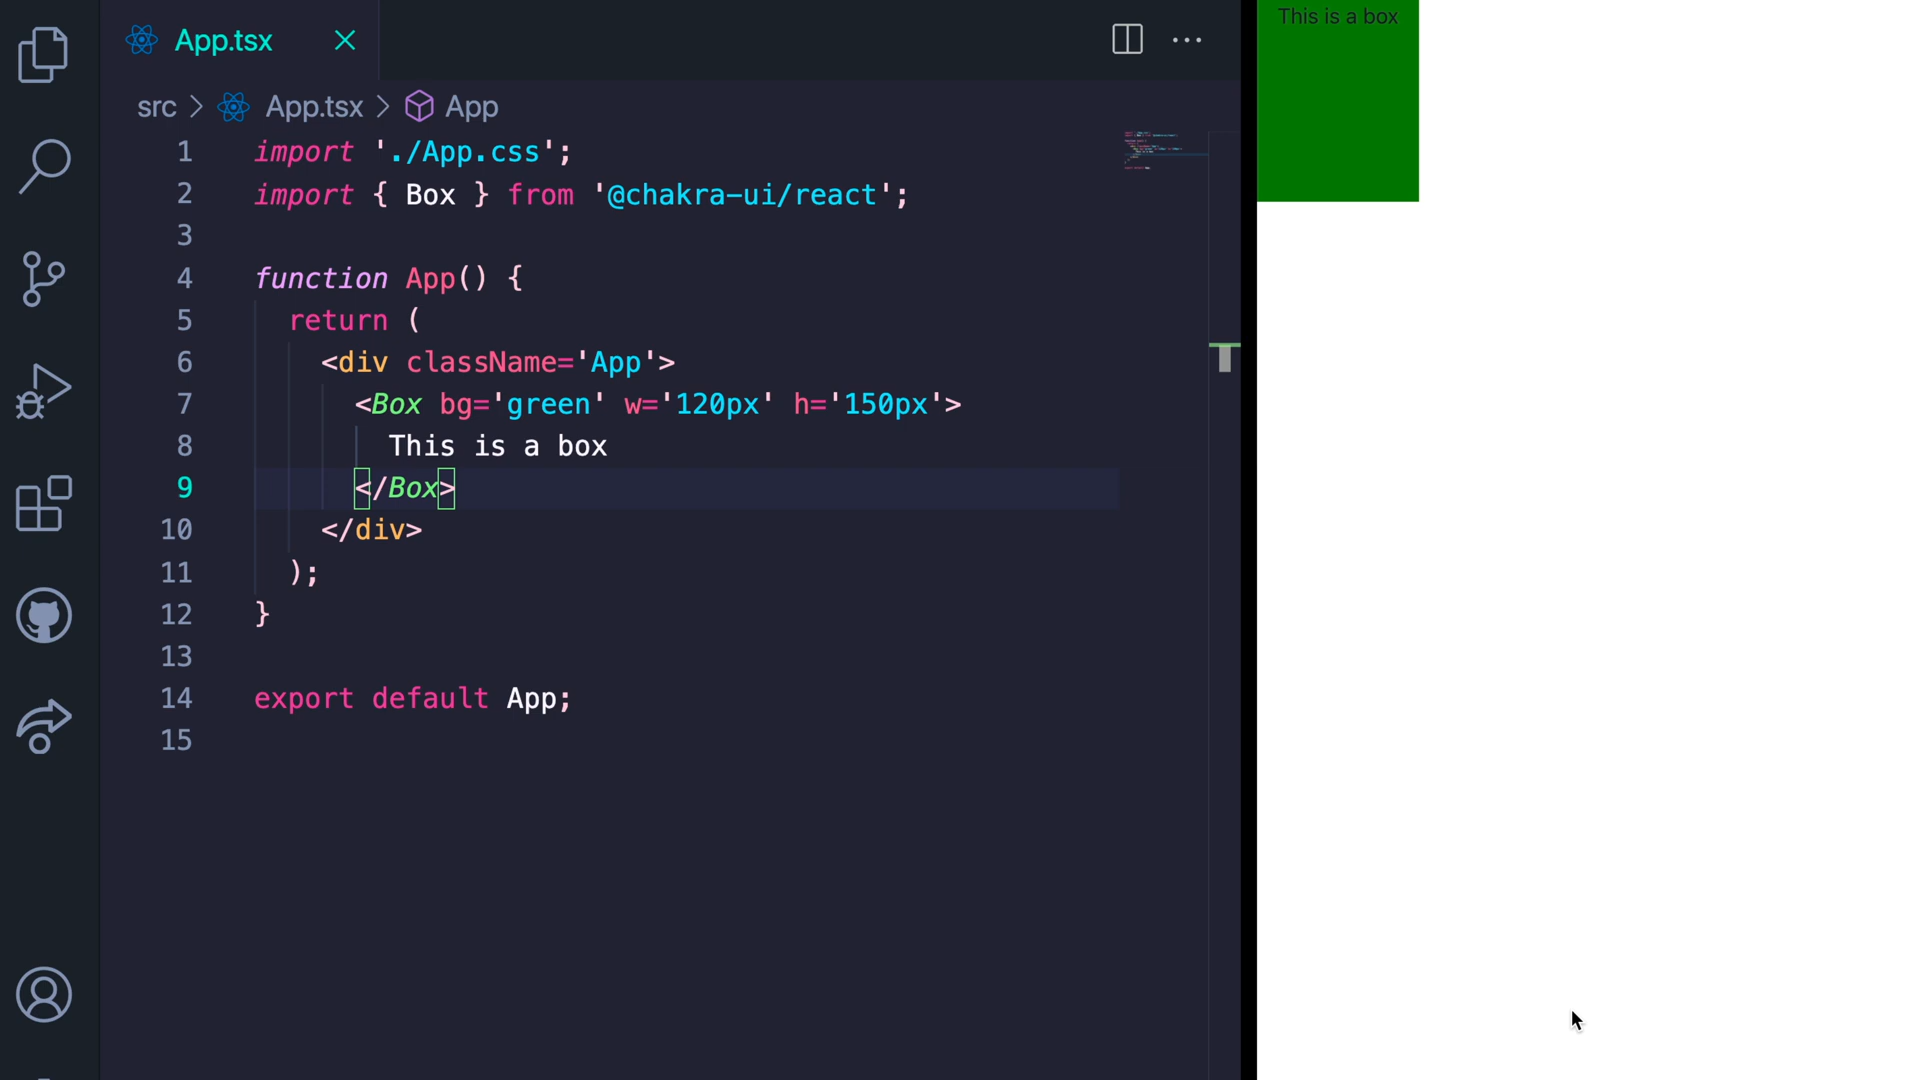 App.tsx
src > App.tsx > App
1 import './App.css';
2 import { Box } from '@chakra-ui/react';
3
4 function App() {
5 return (
6 <div className='App'>
7 <Box bg='green' w='120px' h='150px'>
8 This is a box
9 </Box>
10 </div>
11 );
12 }
13
14 export default App;
15
This is a box